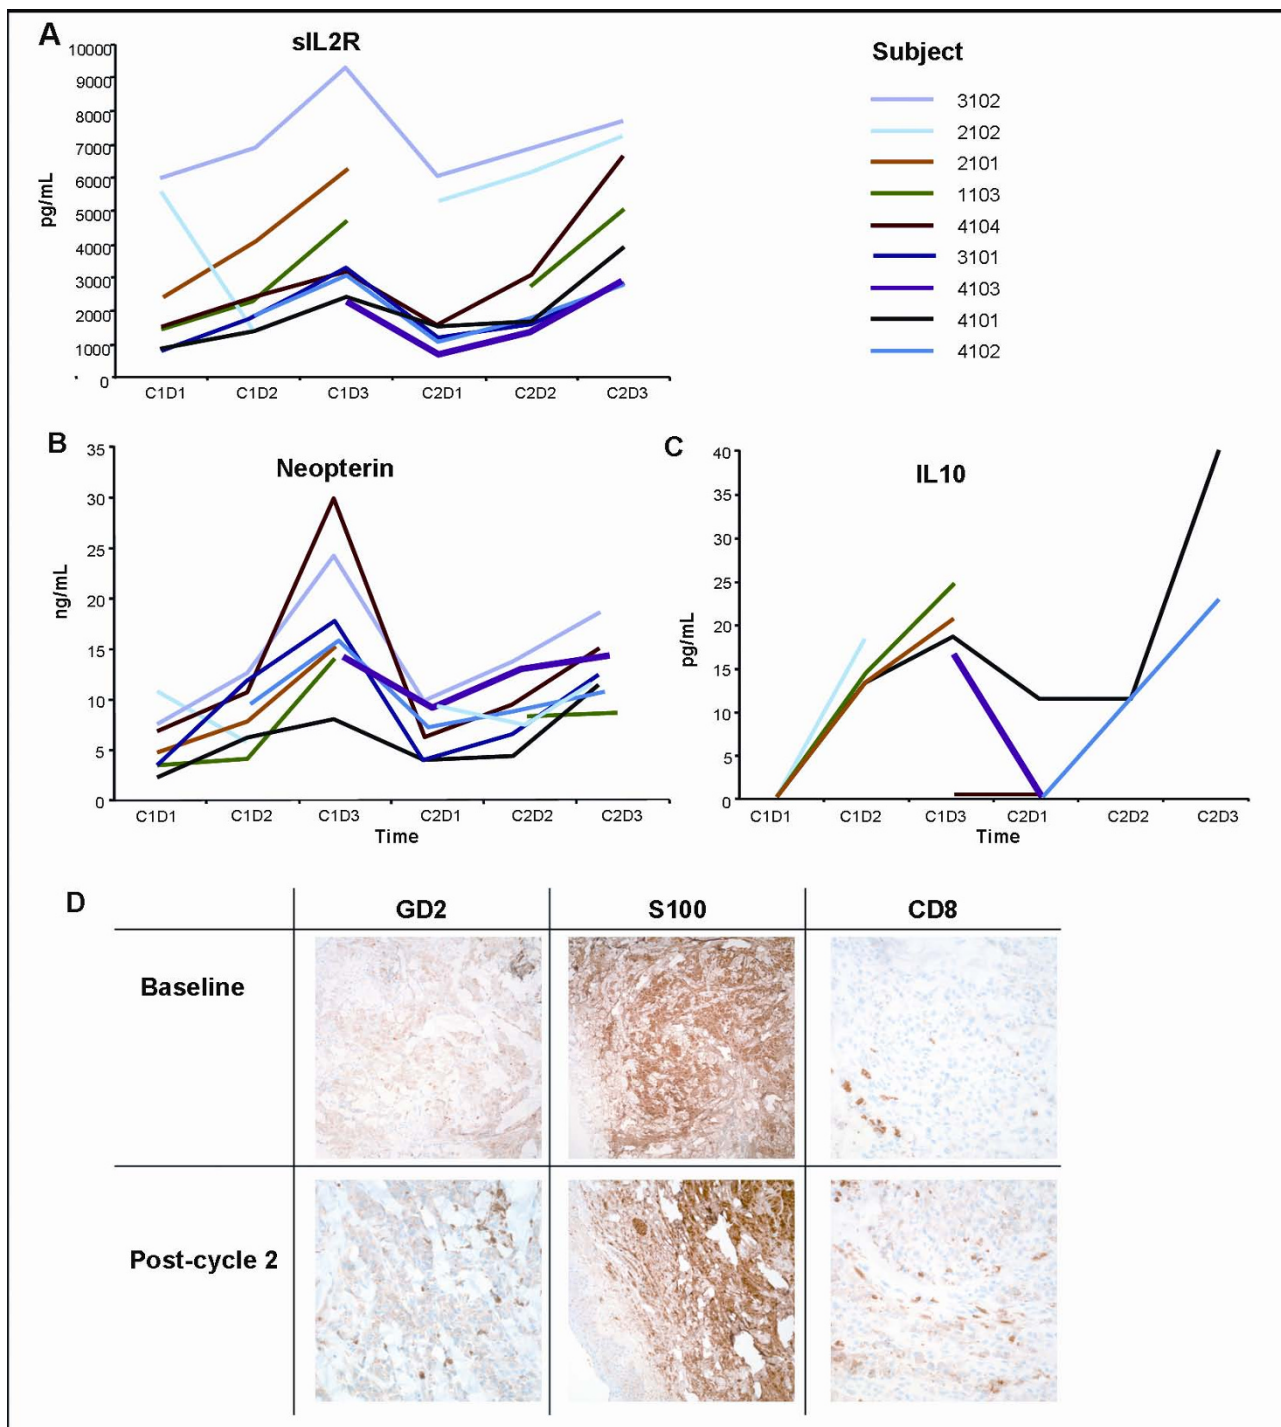 A
sIL2R
10000
9000
8000
7000
6000
5000
4000
3000
2000
1000
0
pg/mL
C1D1 C1D2 C1D3 C2D1 C2D2 C2D3
Subject
3102
2102
2101
1103
4104
3101
4103
4101
4102
B
Neopterin
35
30
25
20
15
10
5
0
ng/mL
C1D1 C1D2 C1D3 C2D1 C2D2 C2D3
Time
C
IL10
40
35
30
25
20
15
10
5
0
pg/mL
C1D1 C1D2 C1D3 C2D1 C2D2 C2D3
Time
D
GD2 S100 CD8
Baseline
Post-cycle 2